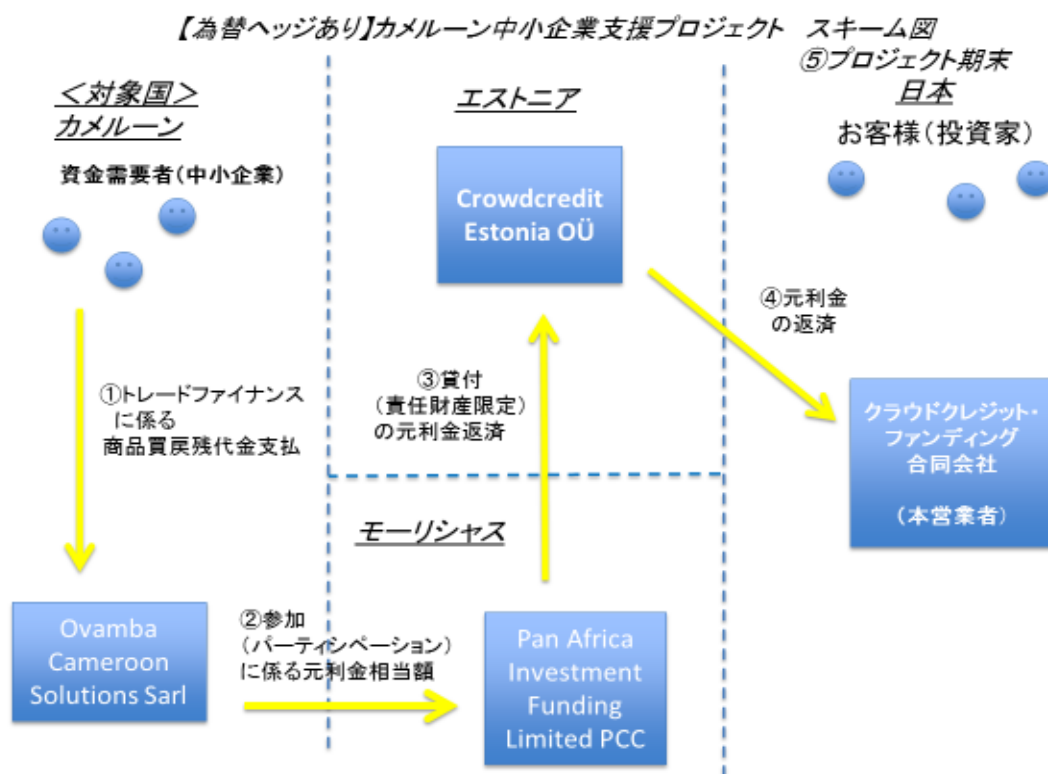 【為替ヘッジあり】カメルーン中小企業支援プロジェクト　スキーム図
⑤プロジェクト期末
＜対象国＞
カメルーン
資金需要者(中小企業)
エストニア
日本
お客様(投資家)
Crowdcredit
Estonia OÜ
①トレードファイナンス
に係る
商品買戻残代金支払
③貸付
(責任財産限定)
の元利金返済
④元利金
の返済
クラウドクレジット・
ファンディング
合同会社
(本営業者)
モーリシャス
Ovamba
Cameroon
Solutions Sarl
②参加
(パーティシペーション)
に係る元利金相当額
Pan Africa
Investment
Funding
Limited PCC